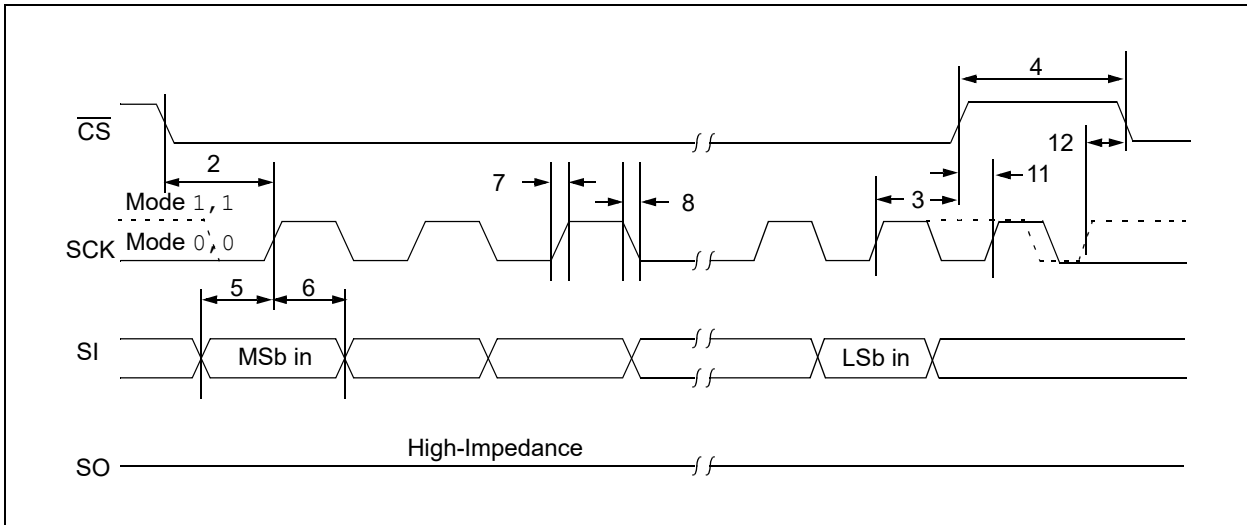 4
CS
12
2
7
8
3
11
Mode 1,1
Mode 0,0
SCK
5
6
SI
MSb in
LSb in
High-Impedance
SO